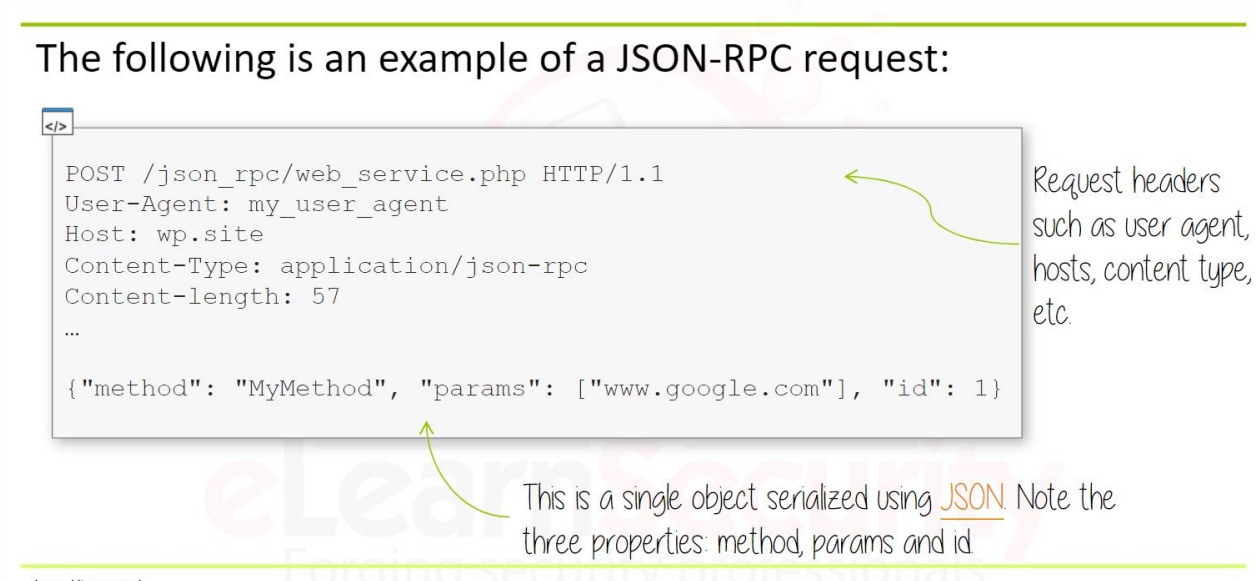 The following is an example of a JSON-RPC request:
</>
POST /json_rpc/web_service.php HTTP/1.1
User-Agent: my_user_agent
Host: wp.site
Content-Type: application/json-rpc
Content-length: 57
…
{"method": "MyMethod", "params": ["www.google.com"], "id": 1}
Request headers
such as user agent,
hosts, content type,
etc.
This is a single object serialized using JSON. Note the
three properties: method, params and id.
eLearnSecurity
Forging security professionals